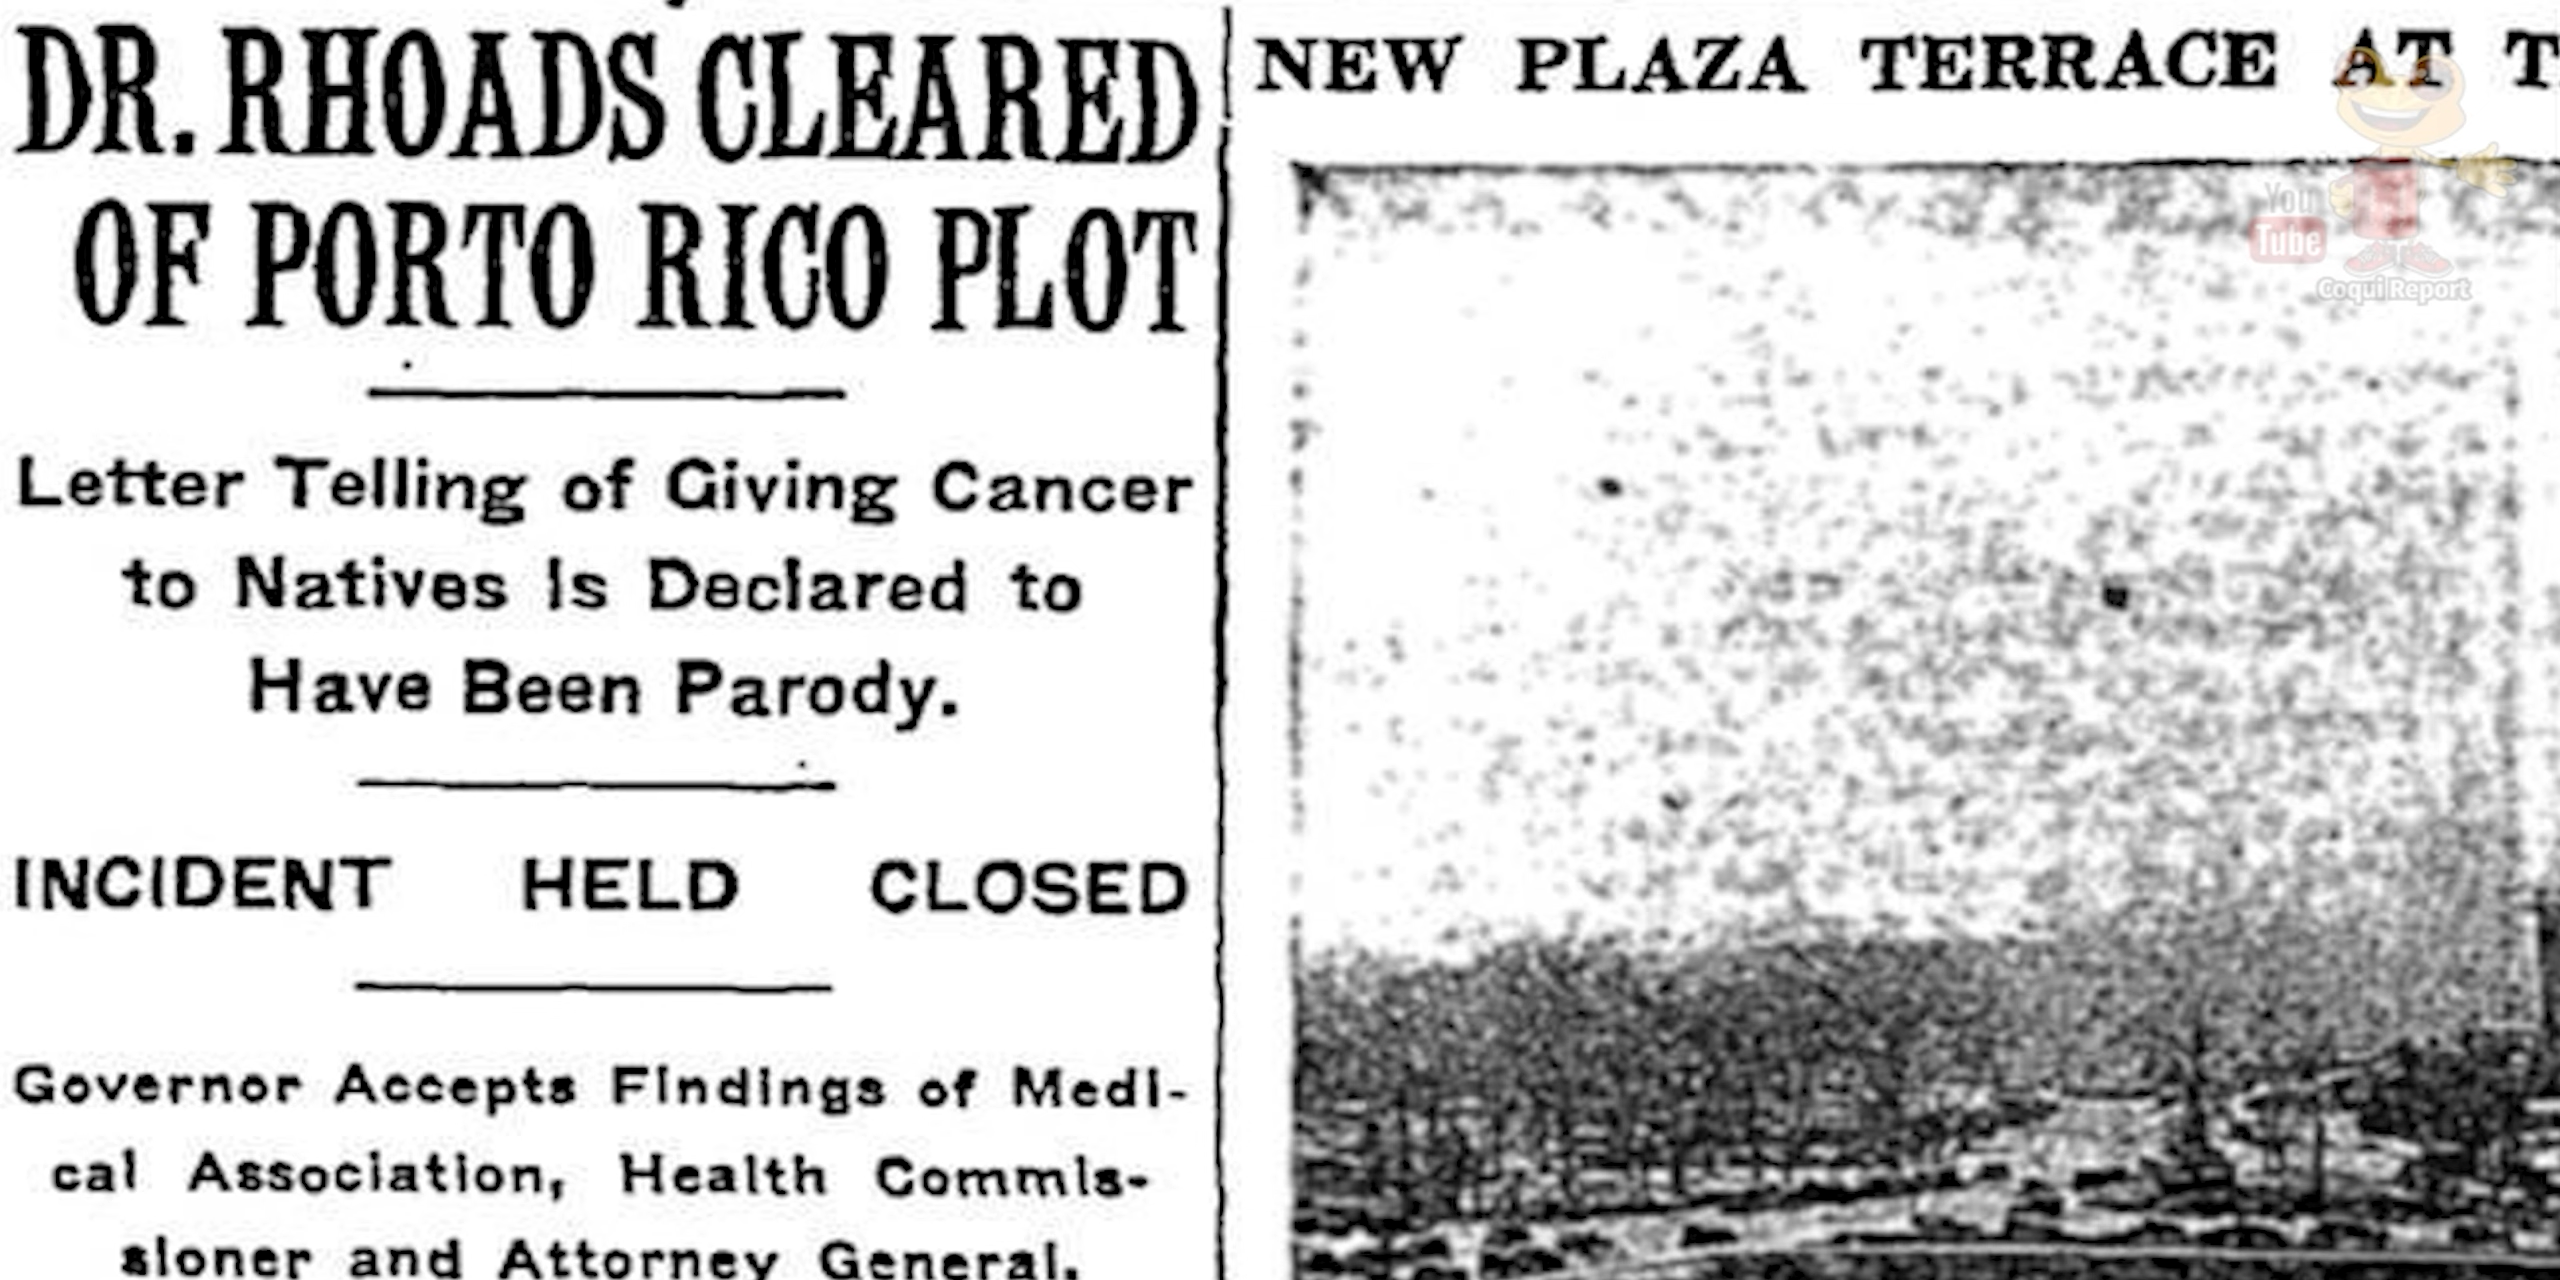 DR. RHOADS CLEARED
OF PORTO RICO PLOT
Letter Telling of Giving Cancer
to Natives Is Declared to
Have Been Parody.
INCIDENT HELD CLOSED
Governor Accepts Findings of Medi-
cal Association, Health Commis-
sioner and Attorney General.
NEW PLAZA TERRACE AT
You
Tube
Coqui Report